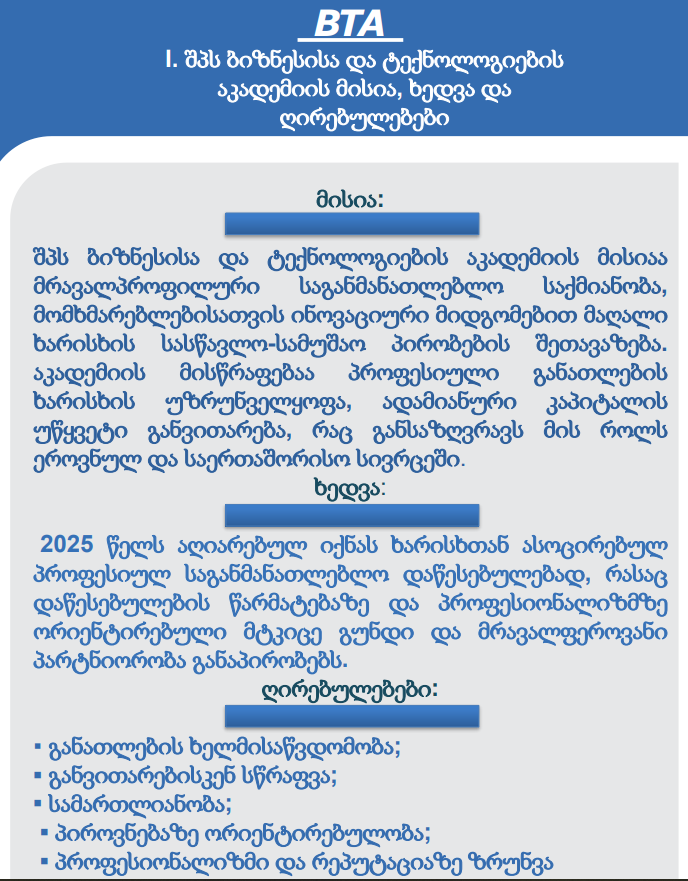 BTA
I. შპს ბიზნესისა და ტექნოლოგიების
აკადემიის მისია, ხედვა და
ღირებულებები
მისია:
შპს ბიზნესისა და ტექნოლოგიების აკადემიის მისიაა
მრავალპროფილური საგანმანათლებლო საქმიანობა,
მომხმარებლებისათვის ინოვაციური მიდგომებით მაღალი
ხარისხის სასწავლო-სამუშაო პირობების შეთავაზება.
აკადემიის მისწრაფებაა პროფესიული განათლების
ხარისხის უზრუნველყოფა, ადამიანური კაპიტალის
უწყვეტი განვითარება, რაც განსაზღვრავს მის როლს
ეროვნულ და საერთაშორისო სივრცეში.
ხედვა:
2025 წელს აღიარებულ იქნას ხარისხთან ასოცირებულ
პროფესიულ საგანმანათლებლო დაწესებულებად, რასაც
დაწესებულების წარმატებაზე და პროფესიონალიზმზე
ორიენტირებული მტკიცე გუნდი და მრავალფეროვანი
პარტნიორობა განაპირობებს.
ღირებულებები:
▪ განათლების ხელმისაწვდომობა;
▪ განვითარებისკენ სწრაფვა;
▪ სამართლიანობა;
▪ პიროვნებაზე ორიენტირებულობა;
▪ პროფესიონალიზმი და რეპუტაციაზე ზრუნვა